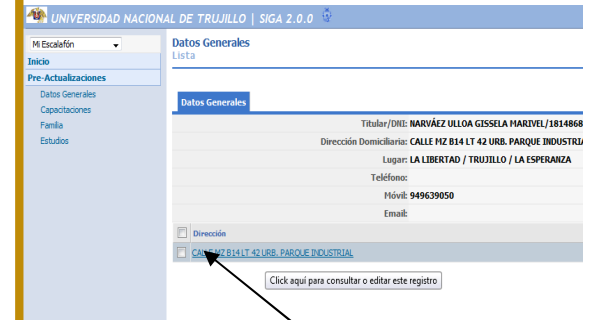 UNIVERSIDAD NACIONAL DE TRUJILLO | SIGA 2.0.0
Mi Escalafón
Inicio
Pre-Actualizaciones
Datos Generales
Capacitaciones
Familia
Estudios
Datos Generales
Lista
Datos Generales
Titular/DNI: NARVÁEZ ULLOA GISSELA MARIVEL/1814868
Dirección Domiciliaria: CALLE MZ B14 LT 42 URB. PARQUE INDUSTRIA
Lugar: LA LIBERTAD / TRUJILLO / LA ESPERANZA
Teléfono:
Móvil: 949639050
Email:
Dirección
CALLE MZ B14 LT 42 URB. PARQUE INDUSTRIAL
Click aquí para consultar o editar este registro